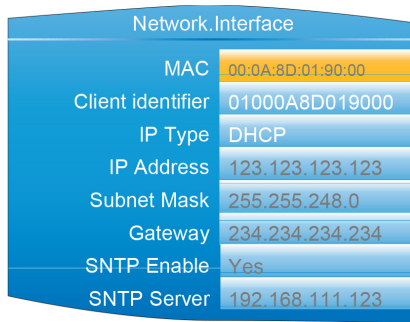 Network.Interface
MAC 00:0A:8D:01:90:00
Client identifier 01000A8D019000
IP Type DHCP
IP Address 123.123.123.123
Subnet Mask 255.255.248.0
Gateway 234.234.234.234
SNTP Enable Yes
SNTP Server 192.168.111.123